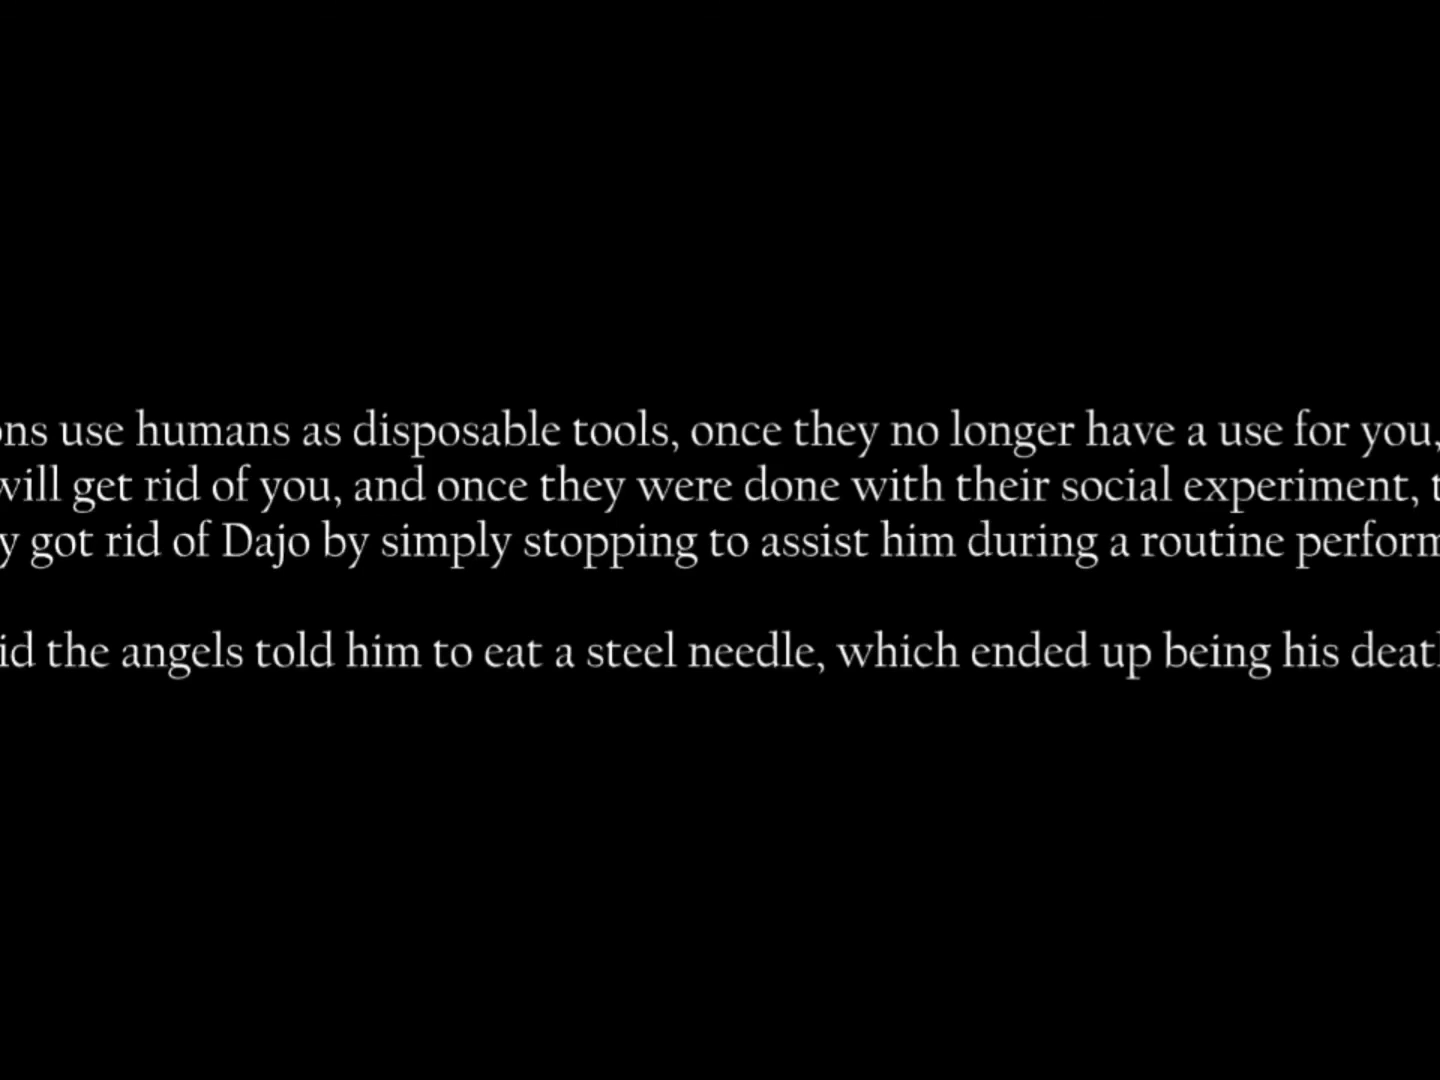 ons use humans as disposable tools, once they no longer have a use for you,
will get rid of you, and once they were done with their social experiment, t
y got rid of Dajo by simply stopping to assist him during a routine perform
id the angels told him to eat a steel needle, which ended up being his deat